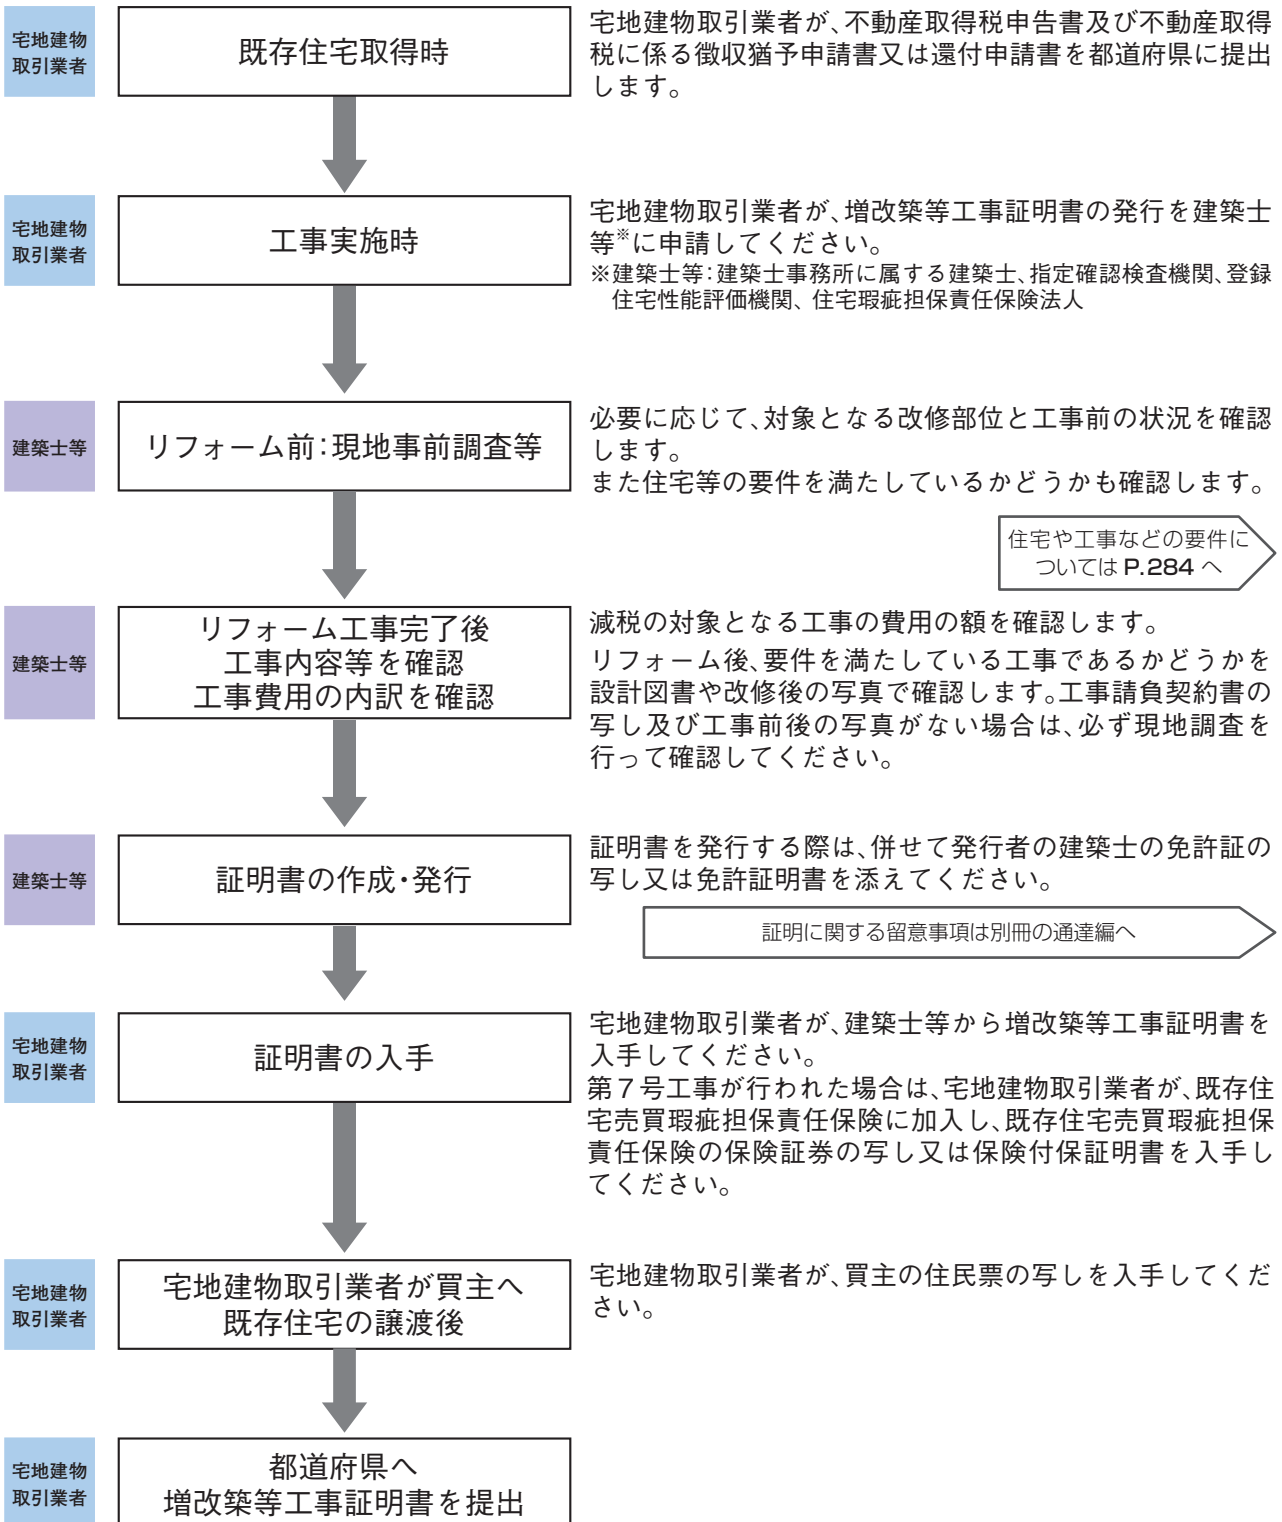 宅地建物
取引業者
既存住宅取得時
宅地建物取引業者が、不動産取得税申告書及び不動産取得
税に係る徴収猶予申請書又は還付申請書を都道府県に提出
します。
宅地建物
取引業者
工事実施時
宅地建物取引業者が、増改築等工事証明書の発行を建築士
等※に申請してください。
※建築士等：建築士事務所に属する建築士、指定確認検査機関、登録
住宅性能評価機関、住宅瑕疵担保責任保険法人
建築士等
リフォーム前：現地事前調査等
必要に応じて、対象となる改修部位と工事前の状況を確認
します。
また住宅等の要件を満たしているかどうかも確認します。
住宅や工事などの要件に
ついては P.284 へ
建築士等
リフォーム工事完了後
工事内容等を確認
工事費用の内訳を確認
減税の対象となる工事の費用の額を確認します。
リフォーム後、要件を満たしている工事であるかどうかを
設計図書や改修後の写真で確認します。工事請負契約書の
写し及び工事前後の写真がない場合は、必ず現地調査を
行って確認してください。
建築士等
証明書の作成・発行
証明書を発行する際は、併せて発行者の建築士の免許証の
写し又は免許証明書を添えてください。
証明に関する留意事項は別冊の通達編へ
宅地建物
取引業者
証明書の入手
宅地建物取引業者が、建築士等から増改築等工事証明書を
入手してください。
第７号工事が行われた場合は、宅地建物取引業者が、既存住
宅売買瑕疵担保責任保険に加入し、既存住宅売買瑕疵担保
責任保険の保険証券の写し又は保険付保証明書を入手し
てください。
宅地建物
取引業者
宅地建物取引業者が買主へ
既存住宅の譲渡後
宅地建物取引業者が、買主の住民票の写しを入手してくだ
さい。
宅地建物
取引業者
都道府県へ
増改築等工事証明書を提出